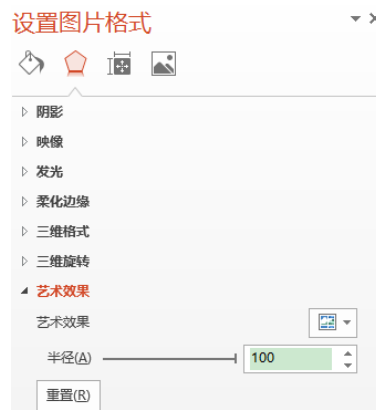 设置图片格式
阴影
映像
发光
柔化边缘
三维格式
三维旋转
艺术效果
艺术效果
半径(A) 100
重置(R)